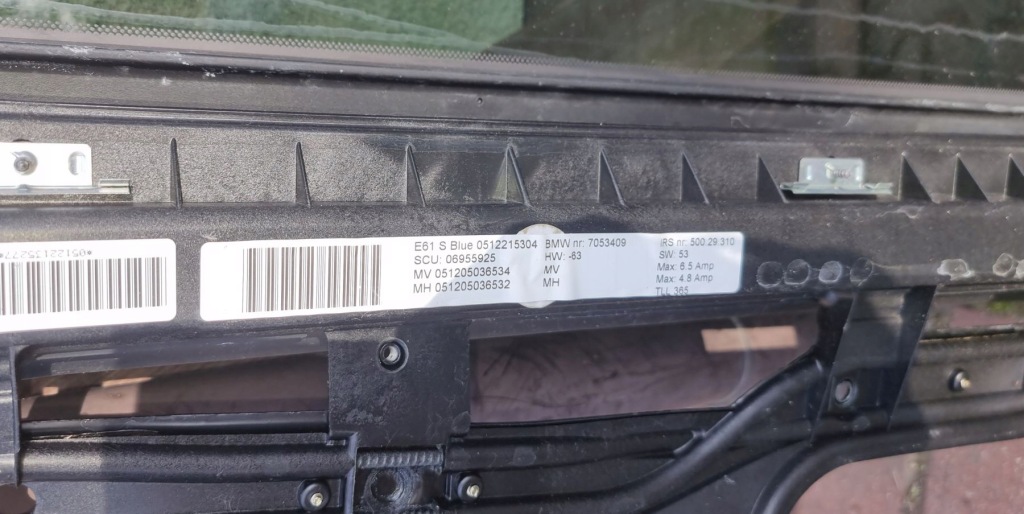 *0512213527*
E61 S Blue 0512215304 BMW nr: 7053409 IRS nr: 500 29 310
SCU: 06955925 HW: -63 SW: 53
MV 051205036534 MV Max: 6.5 Amp
MH 051205036532 MH Max: 4.8 Amp
TLL 365